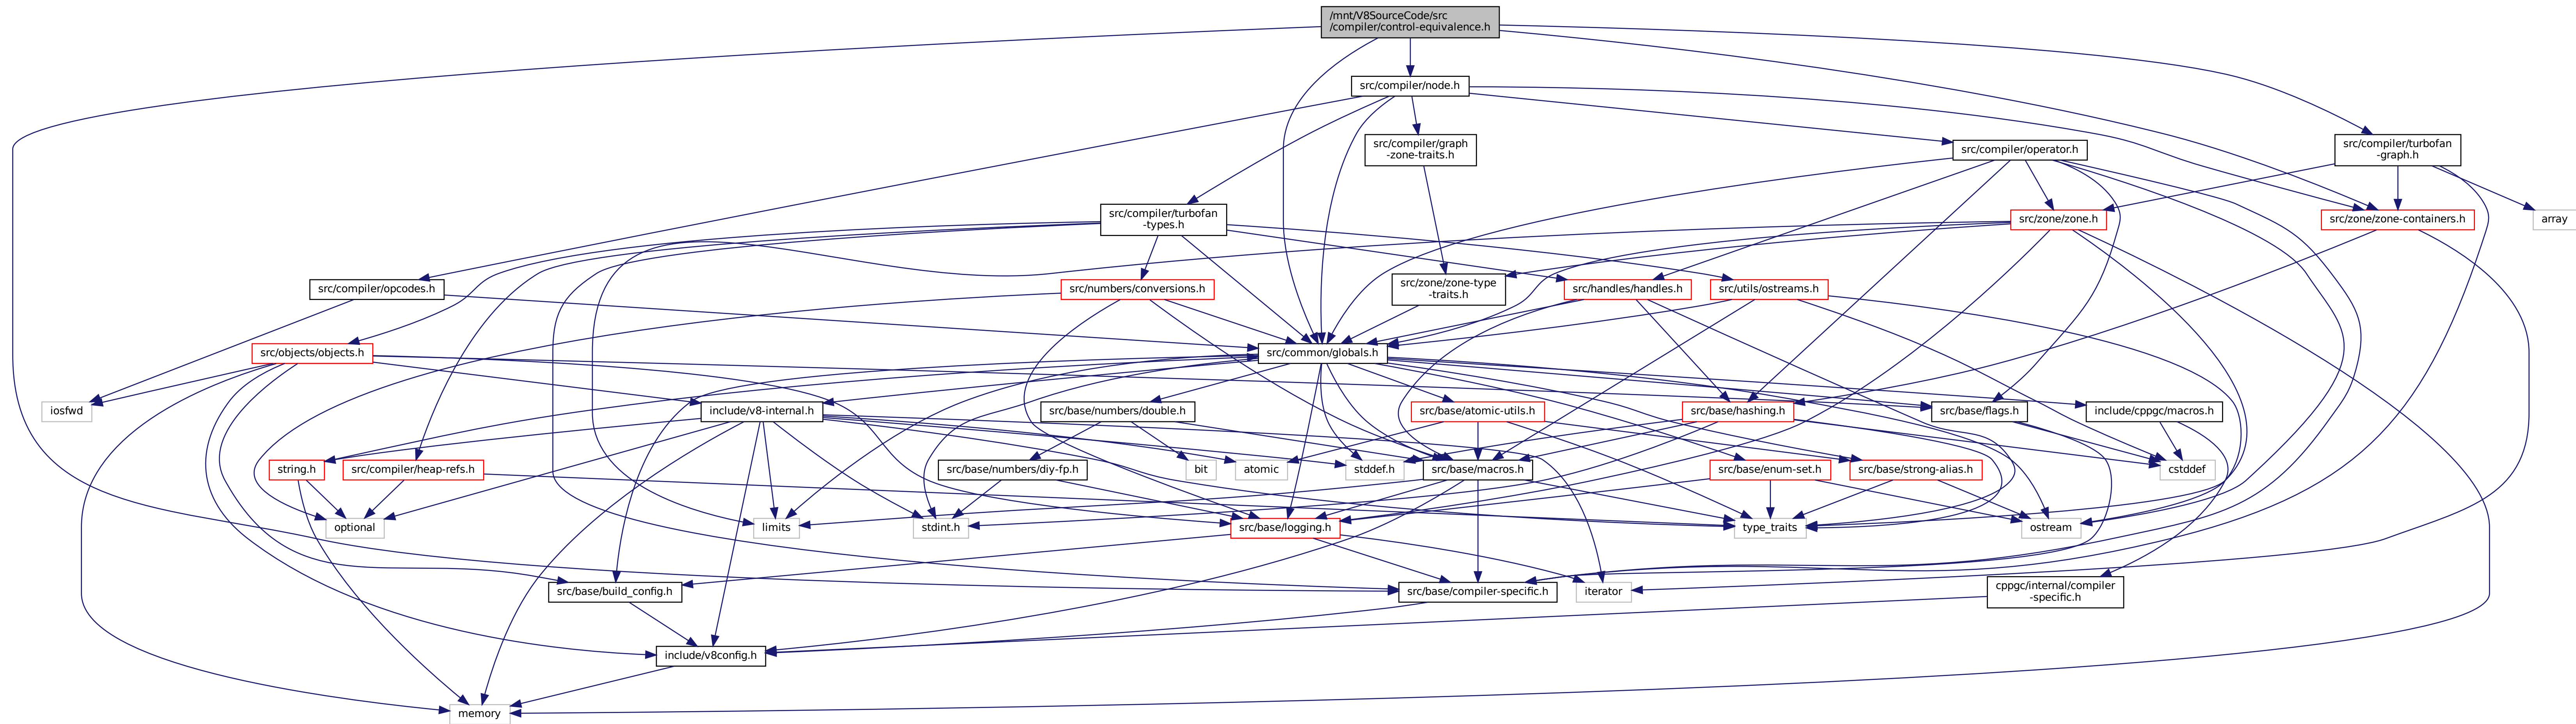 /mnt/V8SourceCode/src
/compiler/control-equivalence.h
src/compiler/node.h
src/compiler/graph
-zone-traits.h
src/compiler/operator.h
src/compiler/turbofan
-graph.h
src/compiler/turbofan
-types.h
src/zone/zone.h
src/zone/zone-containers.h
array
src/compiler/opcodes.h
src/numbers/conversions.h
src/zone/zone-type
-traits.h
src/handles/handles.h
src/utils/ostreams.h
src/objects/objects.h
src/common/globals.h
iosfwd
include/v8-internal.h
src/base/numbers/double.h
src/base/atomic-utils.h
src/base/hashing.h
src/base/flags.h
include/cppgc/macros.h
string.h
src/compiler/heap-refs.h
src/base/numbers/diy-fp.h
bit
atomic
stddef.h
src/base/macros.h
src/base/enum-set.h
src/base/strong-alias.h
cstddef
optional
limits
stdint.h
src/base/logging.h
type_traits
ostream
src/base/build_config.h
src/base/compiler-specific.h
iterator
cppgc/internal/compiler
-specific.h
include/v8config.h
memory